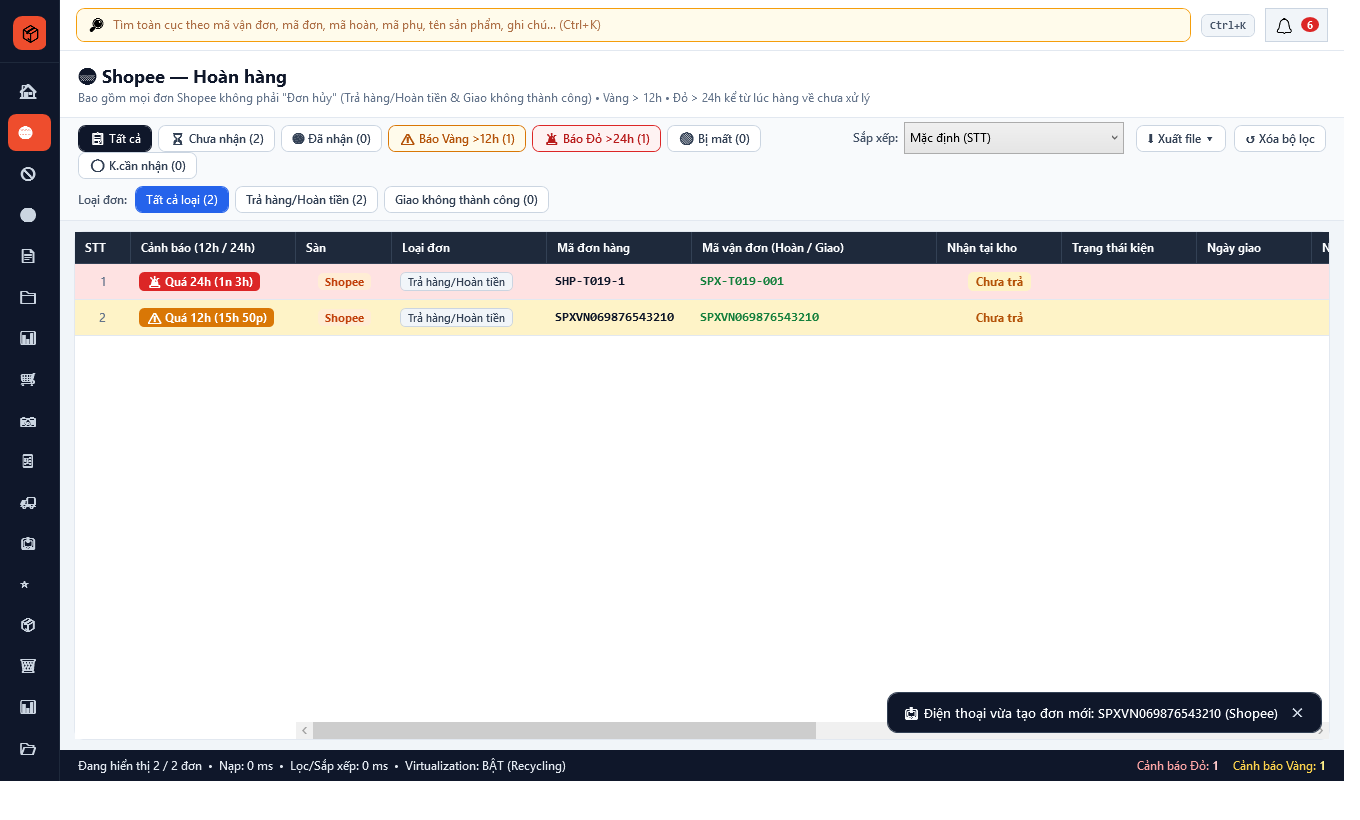 Tìm toàn cục theo mã vận đơn, mã đơn, mã hoàn, mã phụ, tên sản phẩm, ghi chú... (Ctrl+K)
Ctrl+K
6
Shopee — Hoàn hàng
Bao gồm mọi đơn Shopee không phải "Đơn hủy" (Trả hàng/Hoàn tiền & Giao không thành công) • Vàng > 12h • Đỏ > 24h kể từ lúc hàng về chưa xử lý
Tất cả
Chưa nhận (2)
Đã nhận (0)
Báo Vàng >12h (1)
Báo Đỏ >24h (1)
Bị mất (0)
Sắp xếp:
Mặc định (STT)
⬇ Xuất file ▾
↺ Xóa bộ lọc
K.cần nhận (0)
Loại đơn:
Tất cả loại (2)
Trả hàng/Hoàn tiền (2)
Giao không thành công (0)
STT
Cảnh báo (12h / 24h)
Sàn
Loại đơn
Mã đơn hàng
Mã vận đơn (Hoàn / Giao)
Nhận tại kho
Trạng thái kiện
Ngày giao
1
Quá 24h (1n 3h)
Shopee
Trả hàng/Hoàn tiền
SHP-T019-1
SPX-T019-001
Chưa trả
2
Quá 12h (15h 50p)
Shopee
Trả hàng/Hoàn tiền
SPXVN069876543210
SPXVN069876543210
Chưa trả
Điện thoại vừa tạo đơn mới: SPXVN069876543210 (Shopee)
Đang hiển thị 2 / 2 đơn • Nạp: 0 ms • Lọc/Sắp xếp: 0 ms • Virtualization: BẬT (Recycling)
Cảnh báo Đỏ: 1
Cảnh báo Vàng: 1